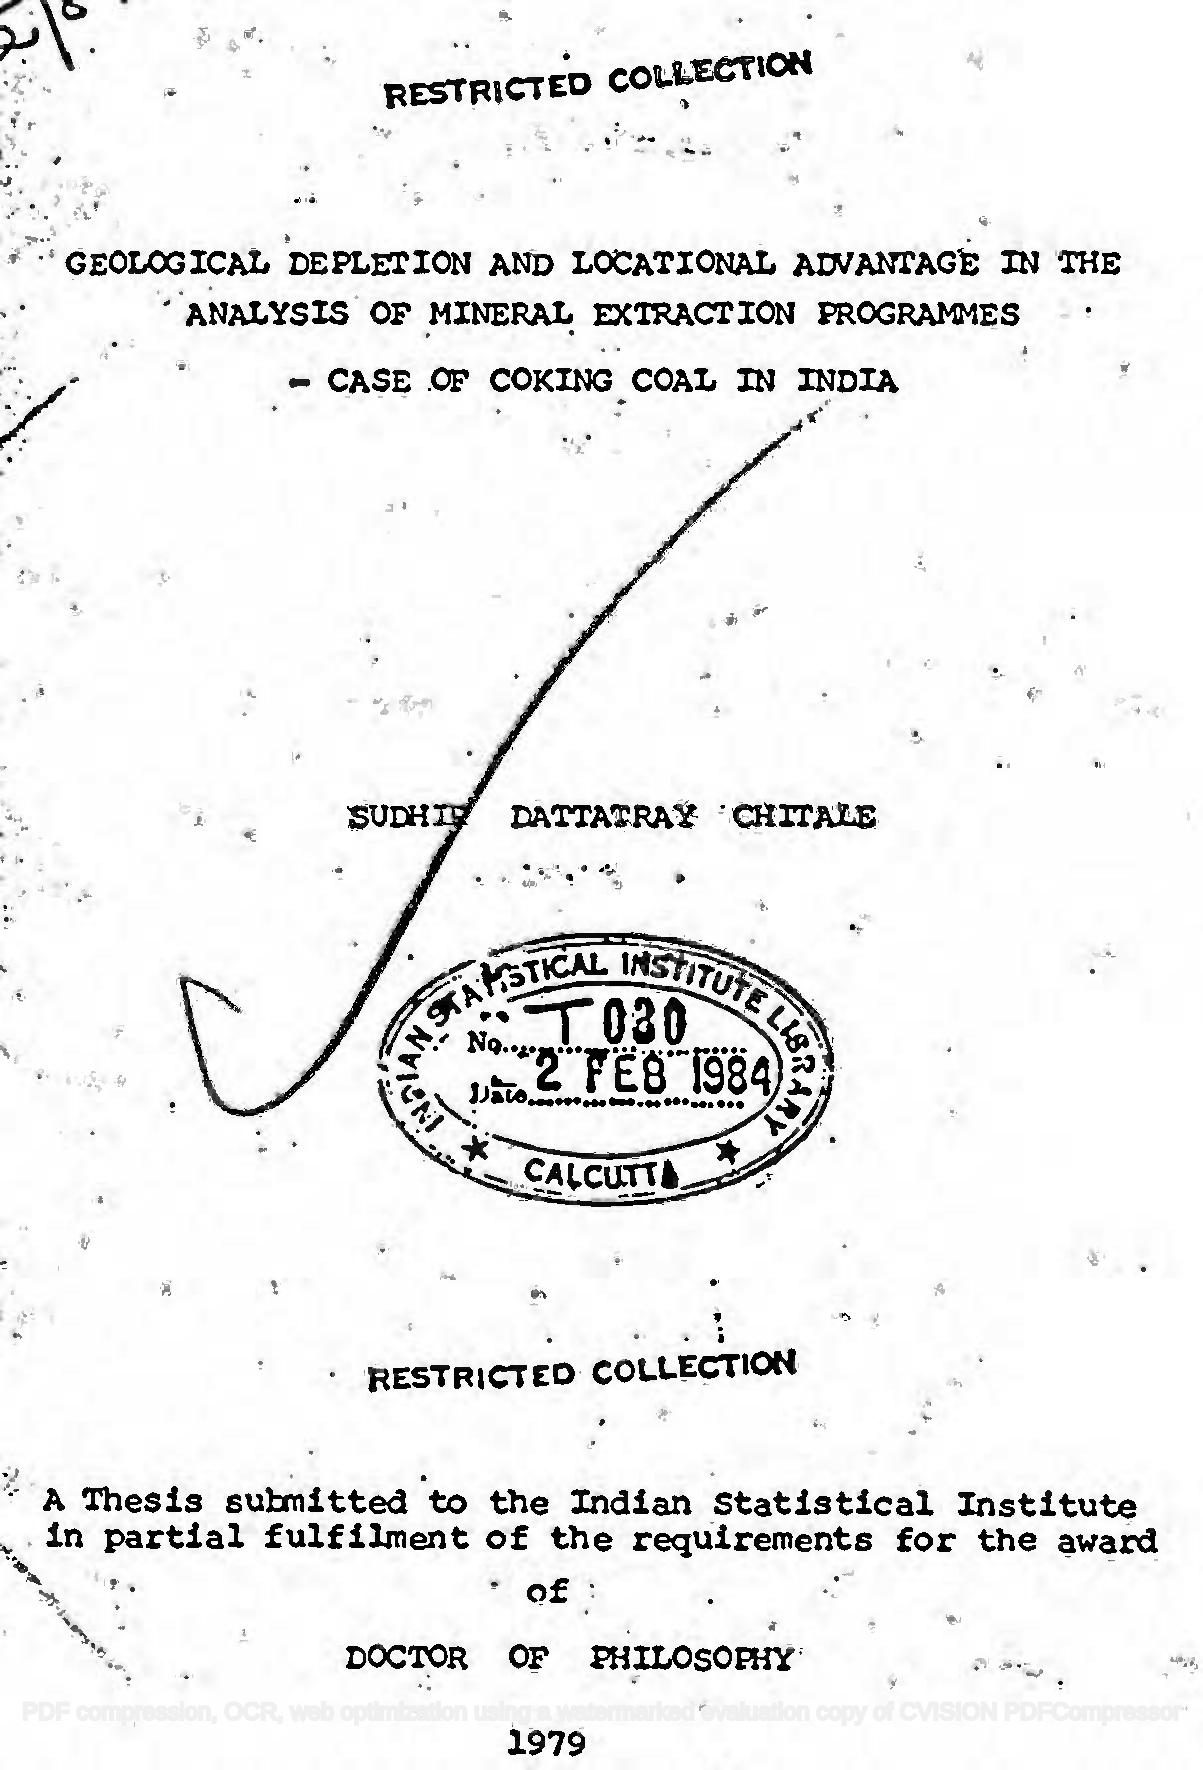 RESTRICTED COLLECTION
GEOLOGICAL DEPLETION AND LOCATIONAL ADVANTAGE IN THE
ANALYSIS OF MINERAL EXTRACTION PROGRAMMES
- CASE OF COKING COAL IN INDIA
SUDHIR DATTATRAY CHITALE
INDIAN STATISTICAL INSTITUTE LIBRARY
No. T 030
Date 2 FEB 1984
★ CALCUTTA ★
RESTRICTED COLLECTION
A Thesis submitted to the Indian Statistical Institute
in partial fulfilment of the requirements for the award
of
DOCTOR OF PHILOSOPHY
PDF compression, OCR, web optimization using a watermarked evaluation copy of CVISION PDFCompressor
1979